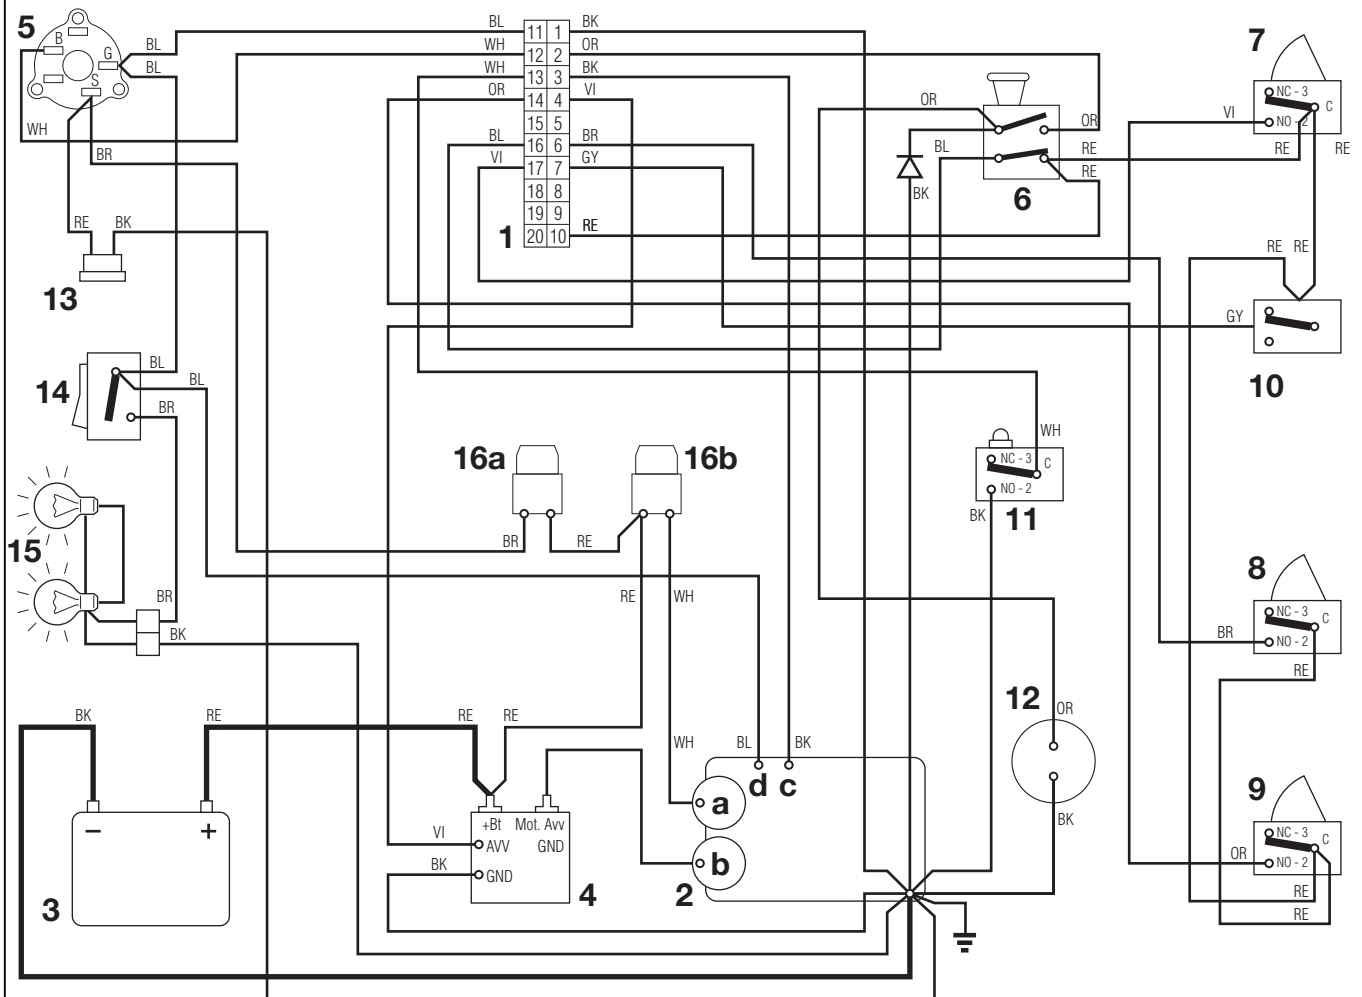 BL
BK
5
B
WH
OR
7
BL
G
11 1
12 2
13 3
14 4
15 5
16 6
17 7
18 8
19 9
20 10
BL
WH
BK
NC - 3
S
OR
VI
OR
C
VI
NO - 2
WH
OR
BL
BR
BL
RE
RE
RE
BR
VI
GY
RE
BK
6
RE
BK
1
RE
RE
RE
13
GY
14
BL
BL
10
BR
WH
16a
16b
NC - 3
C
NO - 2
BK
11
15
BR
RE
8
BR
RE
WH
NC - 3
C
BK
BR
NO - 2
RE
12
OR
BK
RE
RE
RE
WH
BL
BK
d
c
9
–
+
+Bt
Mot. Avv
a
NC - 3
VI
AVV
GND
BK
C
OR
NO - 2
BK
GND
b
3
4
2
RE
RE